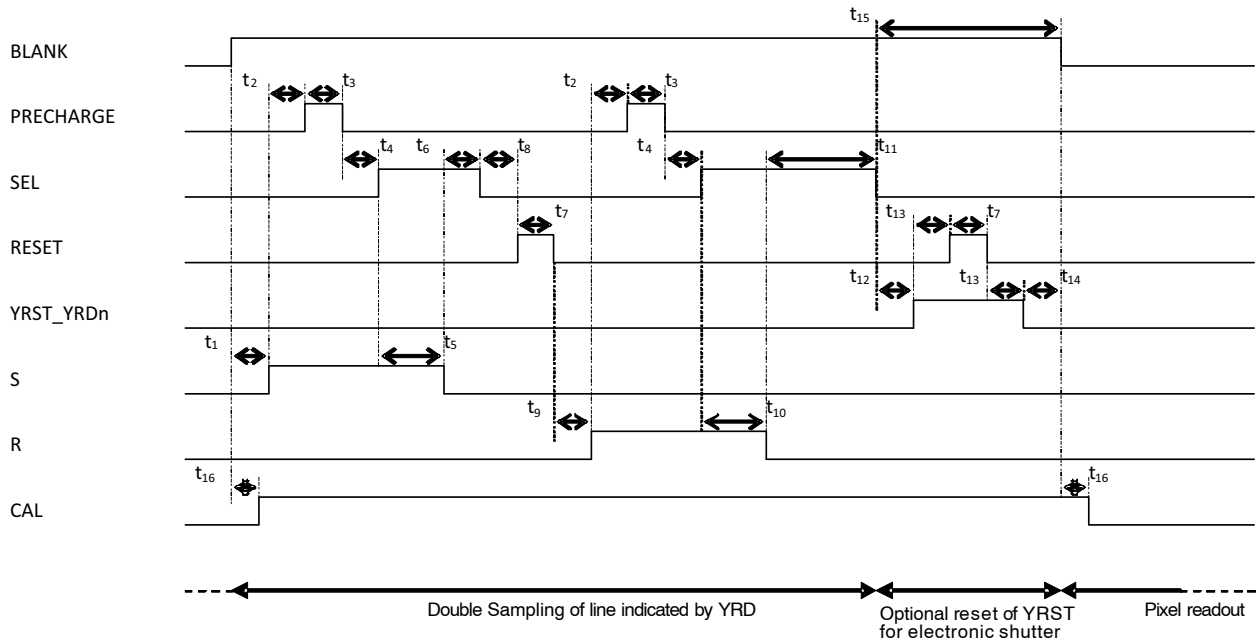 t15
BLANK
t2 t3 t2 t3
PRECHARGE
t4 t6 t8 t4 t11
SEL
t7 t13 t7
RESET
t12 t13 t14
YRST_YRDn
t1 t5
S
t9 t10
R
t16 t16
CAL
Double Sampling of line indicated by YRD
Optional reset of YRST
for electronic shutter
Pixel readout